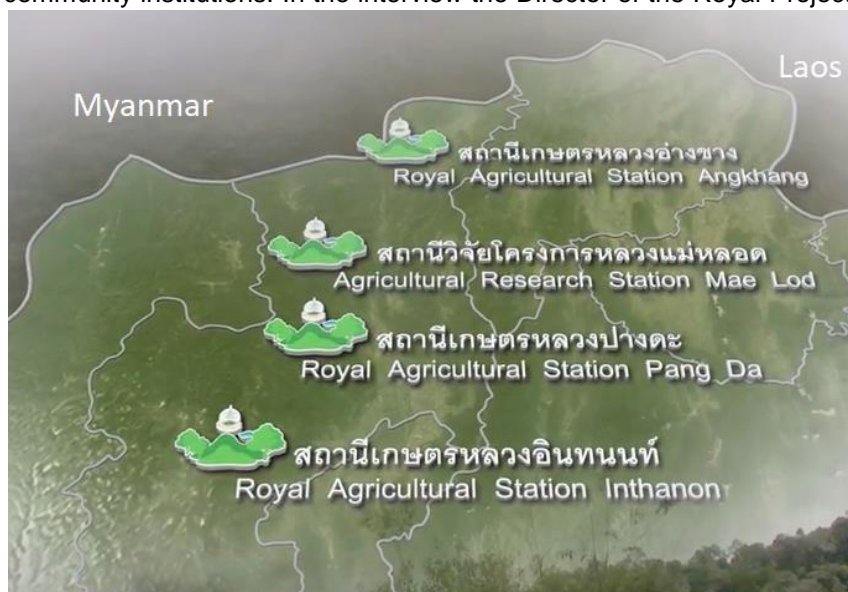 Laos
Myanmar
สถานีเกษตรหลวงอ่างขาง
Royal Agricultural Station Angkhang
สถานีวิจัยโครงการหลวงแม่หลอด
Agricultural Research Station Mae Lod
สถานีเกษตรหลวงปางดะ
Royal Agricultural Station Pang Da
สถานีเกษตรหลวงอินทนนท์
Royal Agricultural Station Inthanon